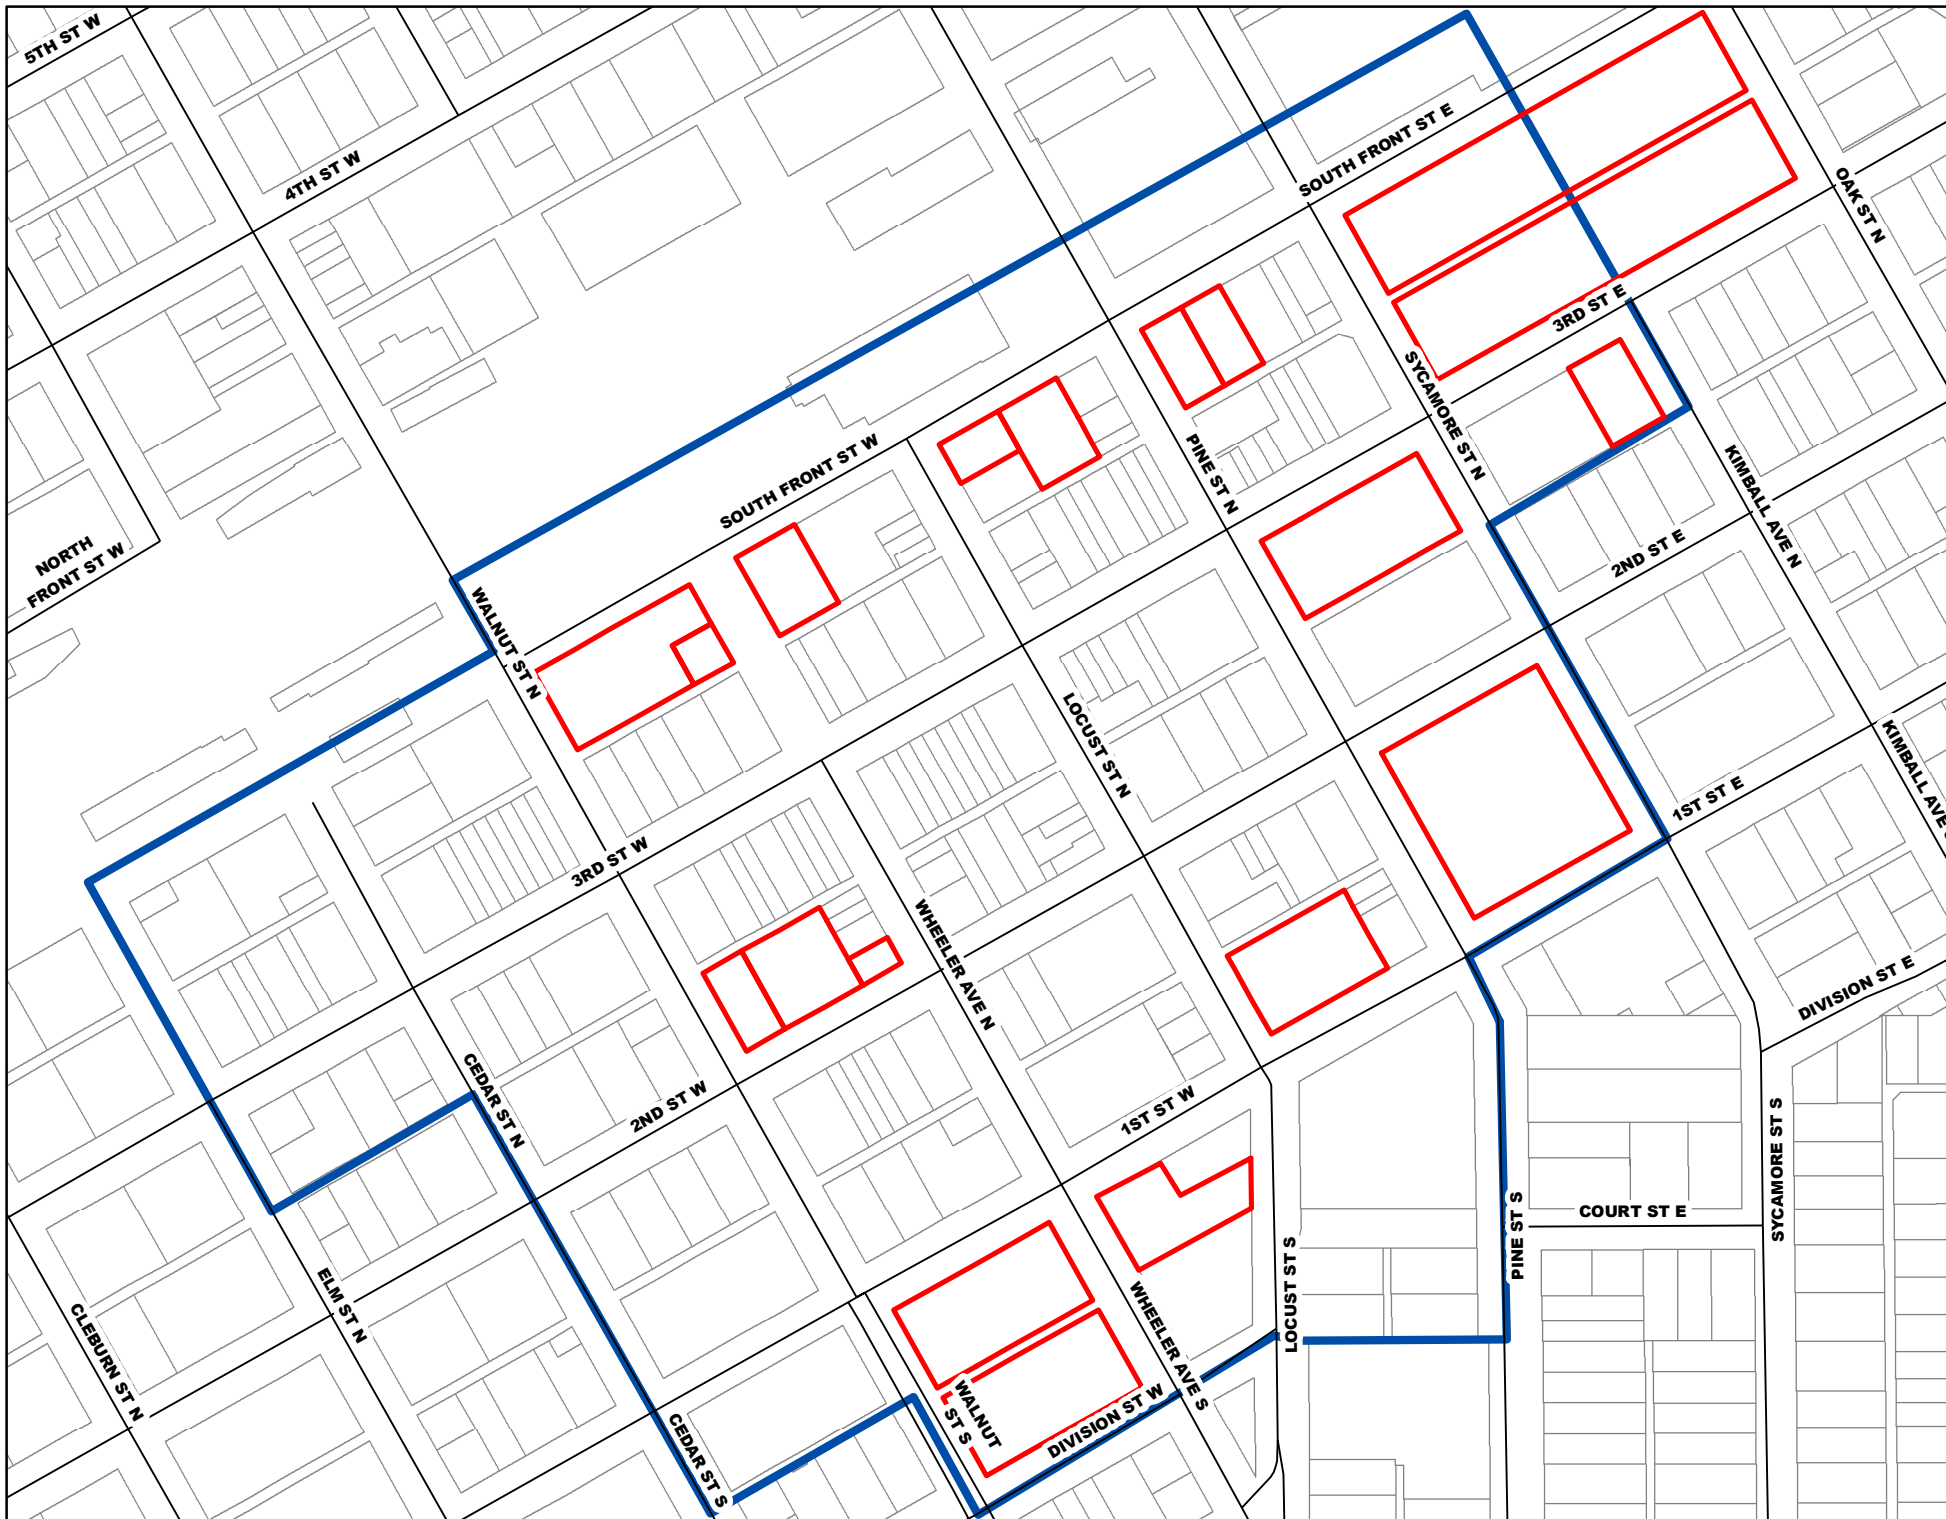 5TH ST W
4TH ST W
SOUTH FRONT ST E
OAK ST N
3RD ST E
SYCAMORE ST N
PINE ST N
SOUTH FRONT ST W
KIMBALL AVE N
2ND ST E
NORTH
FRONT ST W
WALNUT ST N
LOCUST ST N
KIMBALL AVE
1ST ST E
3RD ST W
WHEELER AVE N
DIVISION ST E
CEDAR ST N
2ND ST W
1ST ST W
SYCAMORE ST S
COURT ST E
PINE ST S
LOCUST ST S
ELM ST N
CLEBURN ST N
WHEELER AVE S
WALNUT
ST S
DIVISION ST W
CEDAR ST S